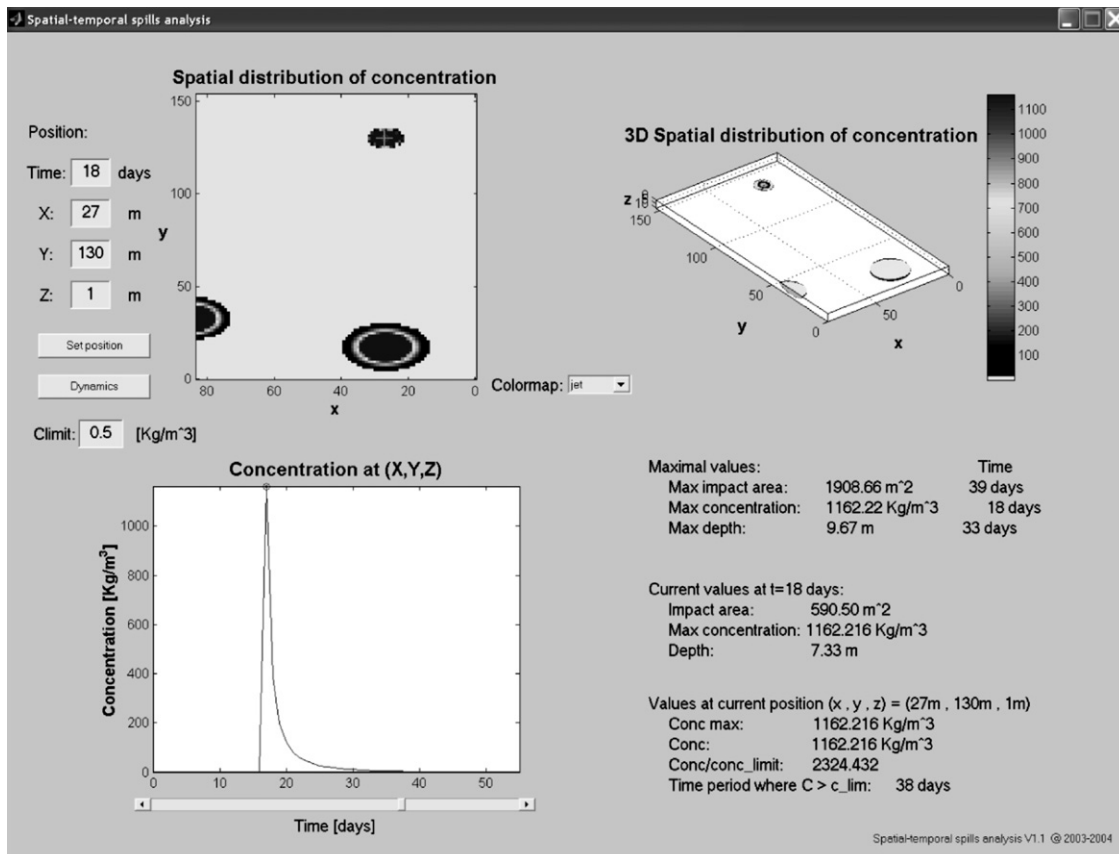 Spatial-temporal spills analysis
Spatial distribution of concentration
150
100
50
0
y
80 60 40 20 0
x
Position:
Time: 18 days
X: 27 m
Y: 130 m
Z: 1 m
Set position
Dynamics
Climit: 0.5 [Kg/m^3]
Colormap: jet
3D Spatial distribution of concentration
z
150
100
50
0
y
50
0
x
1100
1000
900
800
700
600
500
400
300
200
100
Concentration at (X,Y,Z)
Concentration [Kg/m³]
1000
800
600
400
200
0
0 10 20 30 40 50
Time [days]
Maximal values: Time
Max impact area: 1908.66 m^2 39 days
Max concentration: 1162.22 Kg/m^3 18 days
Max depth: 9.67 m 33 days
Current values at t=18 days:
Impact area: 590.50 m^2
Max concentration: 1162.216 Kg/m^3
Depth: 7.33 m
Values at current position (x , y , z) = (27m , 130m , 1m)
Conc max: 1162.216 Kg/m^3
Conc: 1162.216 Kg/m^3
Conc/conc_limit: 2324.432
Time period where C > c_lim: 38 days
Spatial-temporal spills analysis V1.1 @ 2003-2004